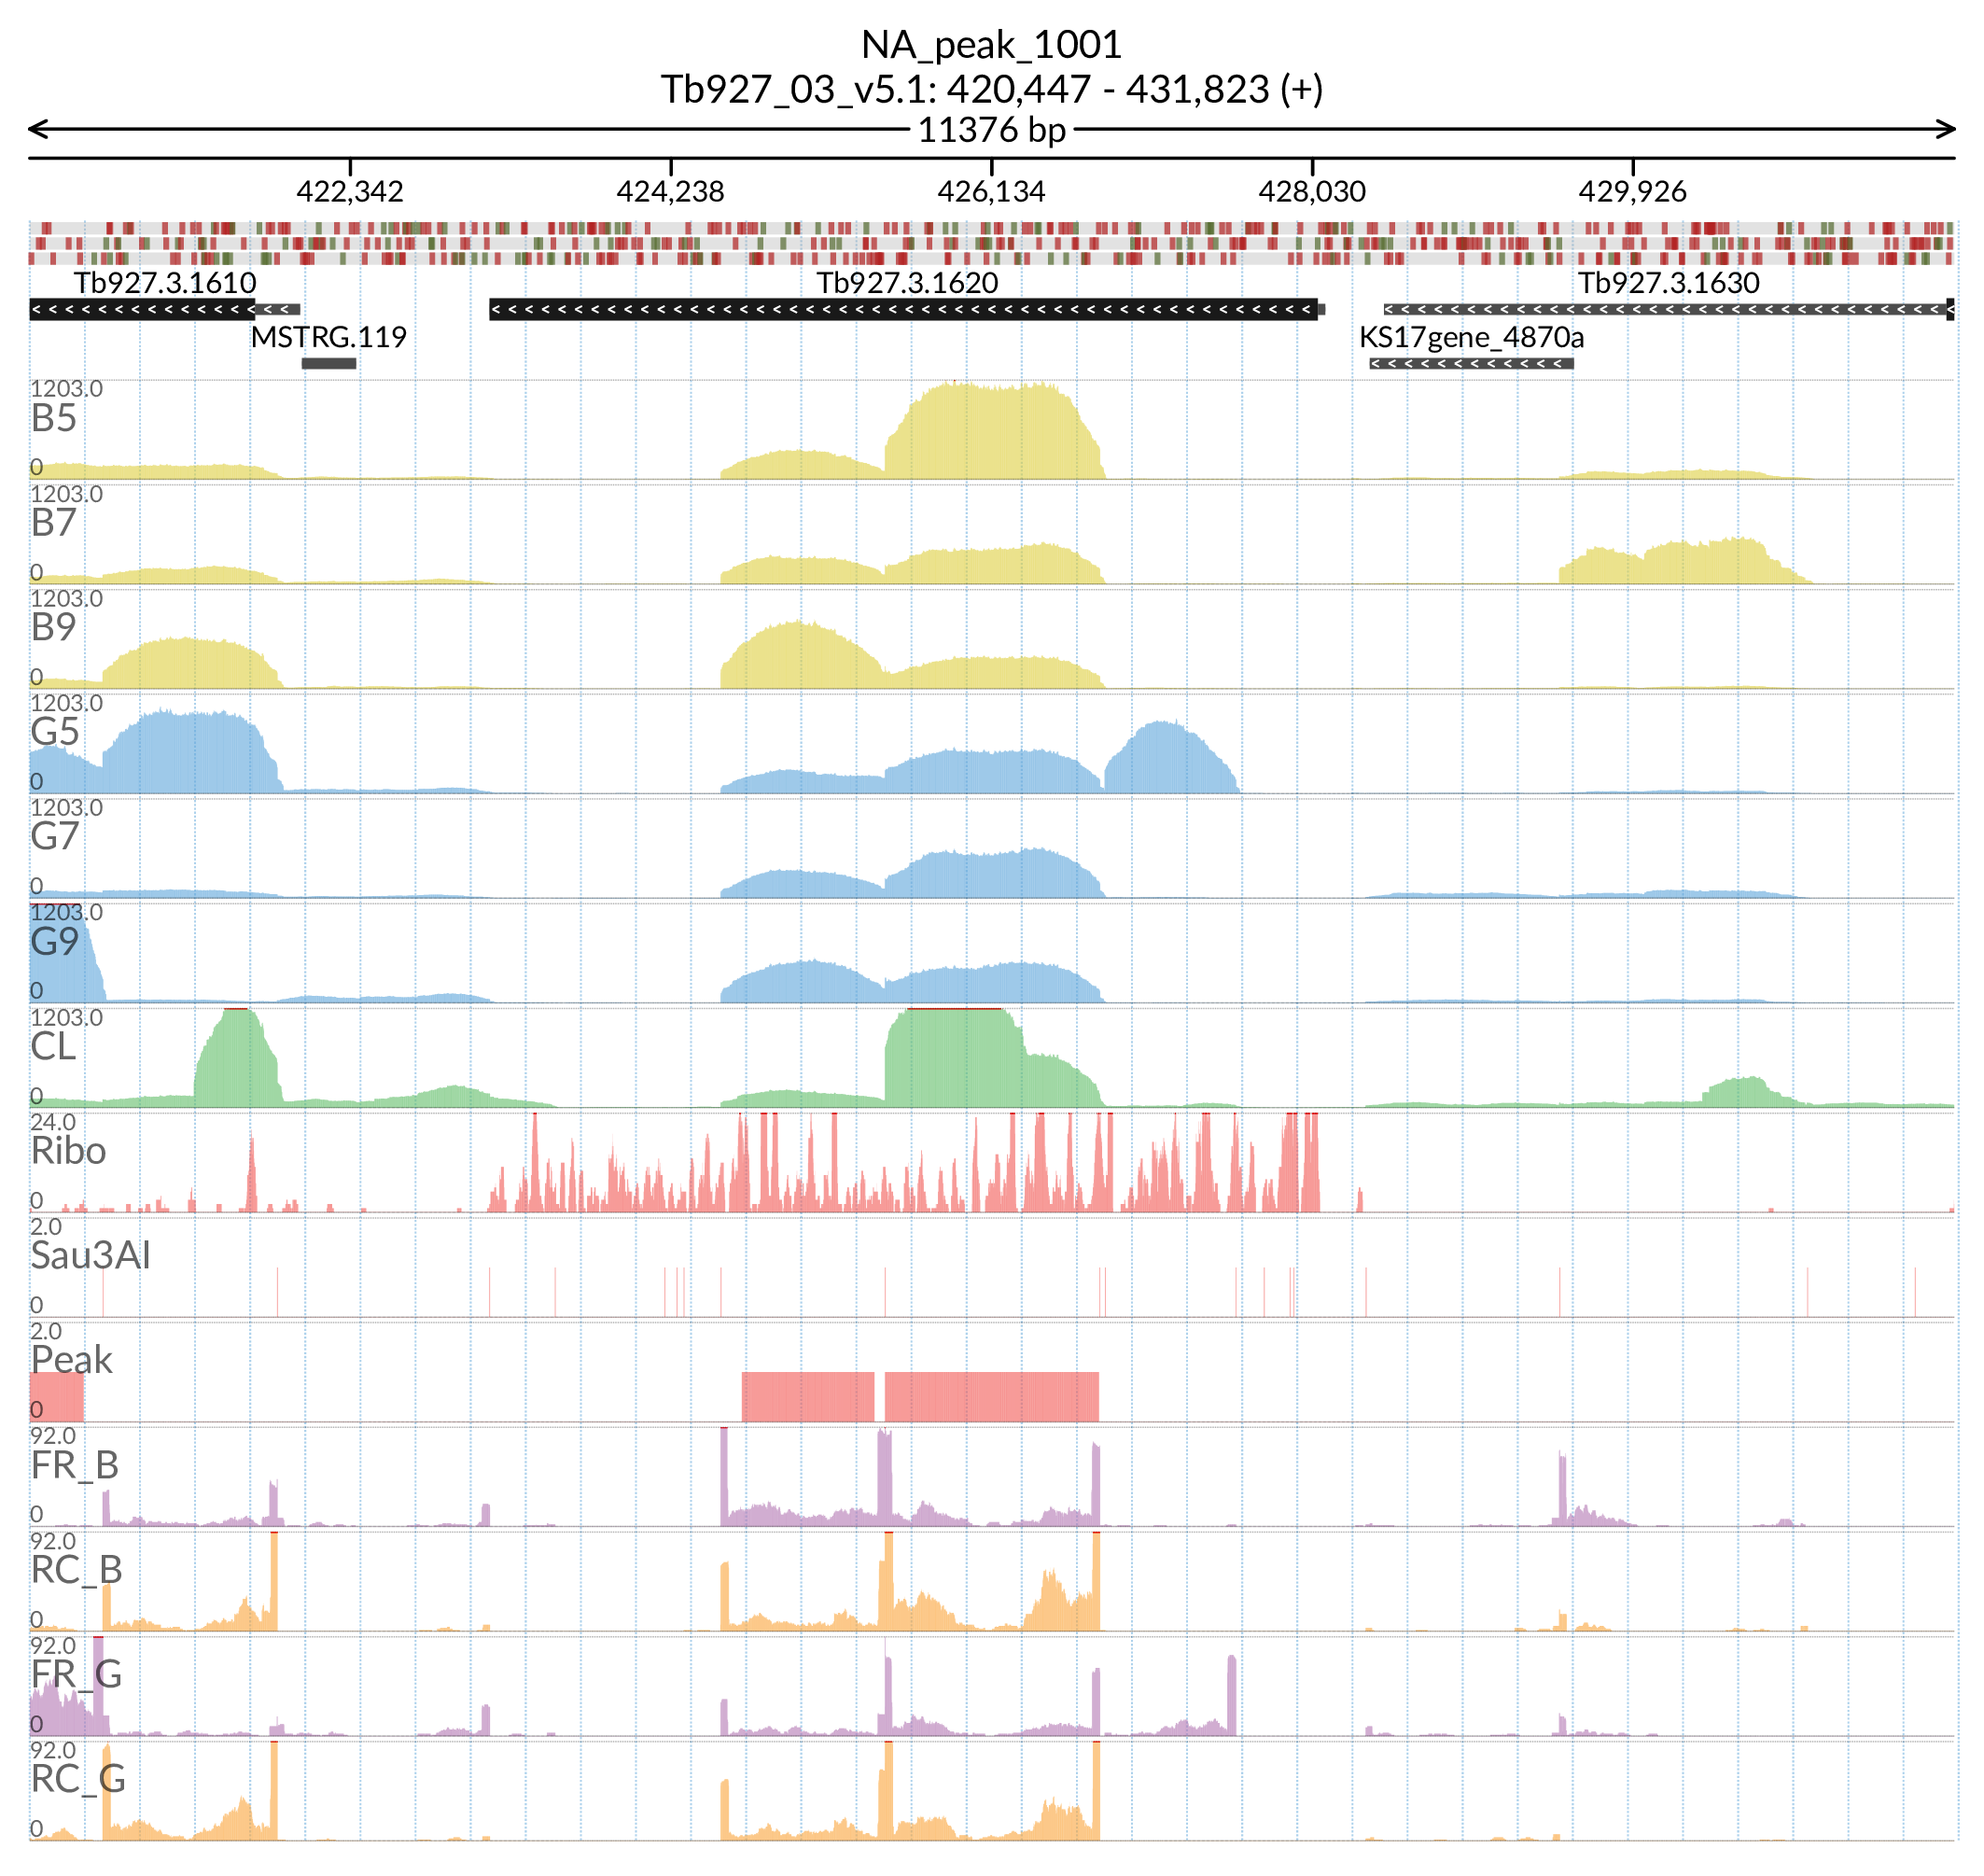 NA_peak_1001
Tb927_03_v5.1: 420,447 - 431,823 (+)
11376 bp
422,342 424,238 426,134 428,030 429,926
Tb927.3.1610 Tb927.3.1620 Tb927.3.1630
MSTRG.119 KS17gene_4870a
1203.0
B5
0
1203.0
B7
0
1203.0
B9
0
1203.0
G5
0
1203.0
G7
0
1203.0
G9
0
1203.0
CL
0
24.0
Ribo
0
2.0
Sau3AI
0
2.0
Peak
0
92.0
FR_B
0
92.0
RC_B
0
92.0
FR_G
0
92.0
RC_G
0